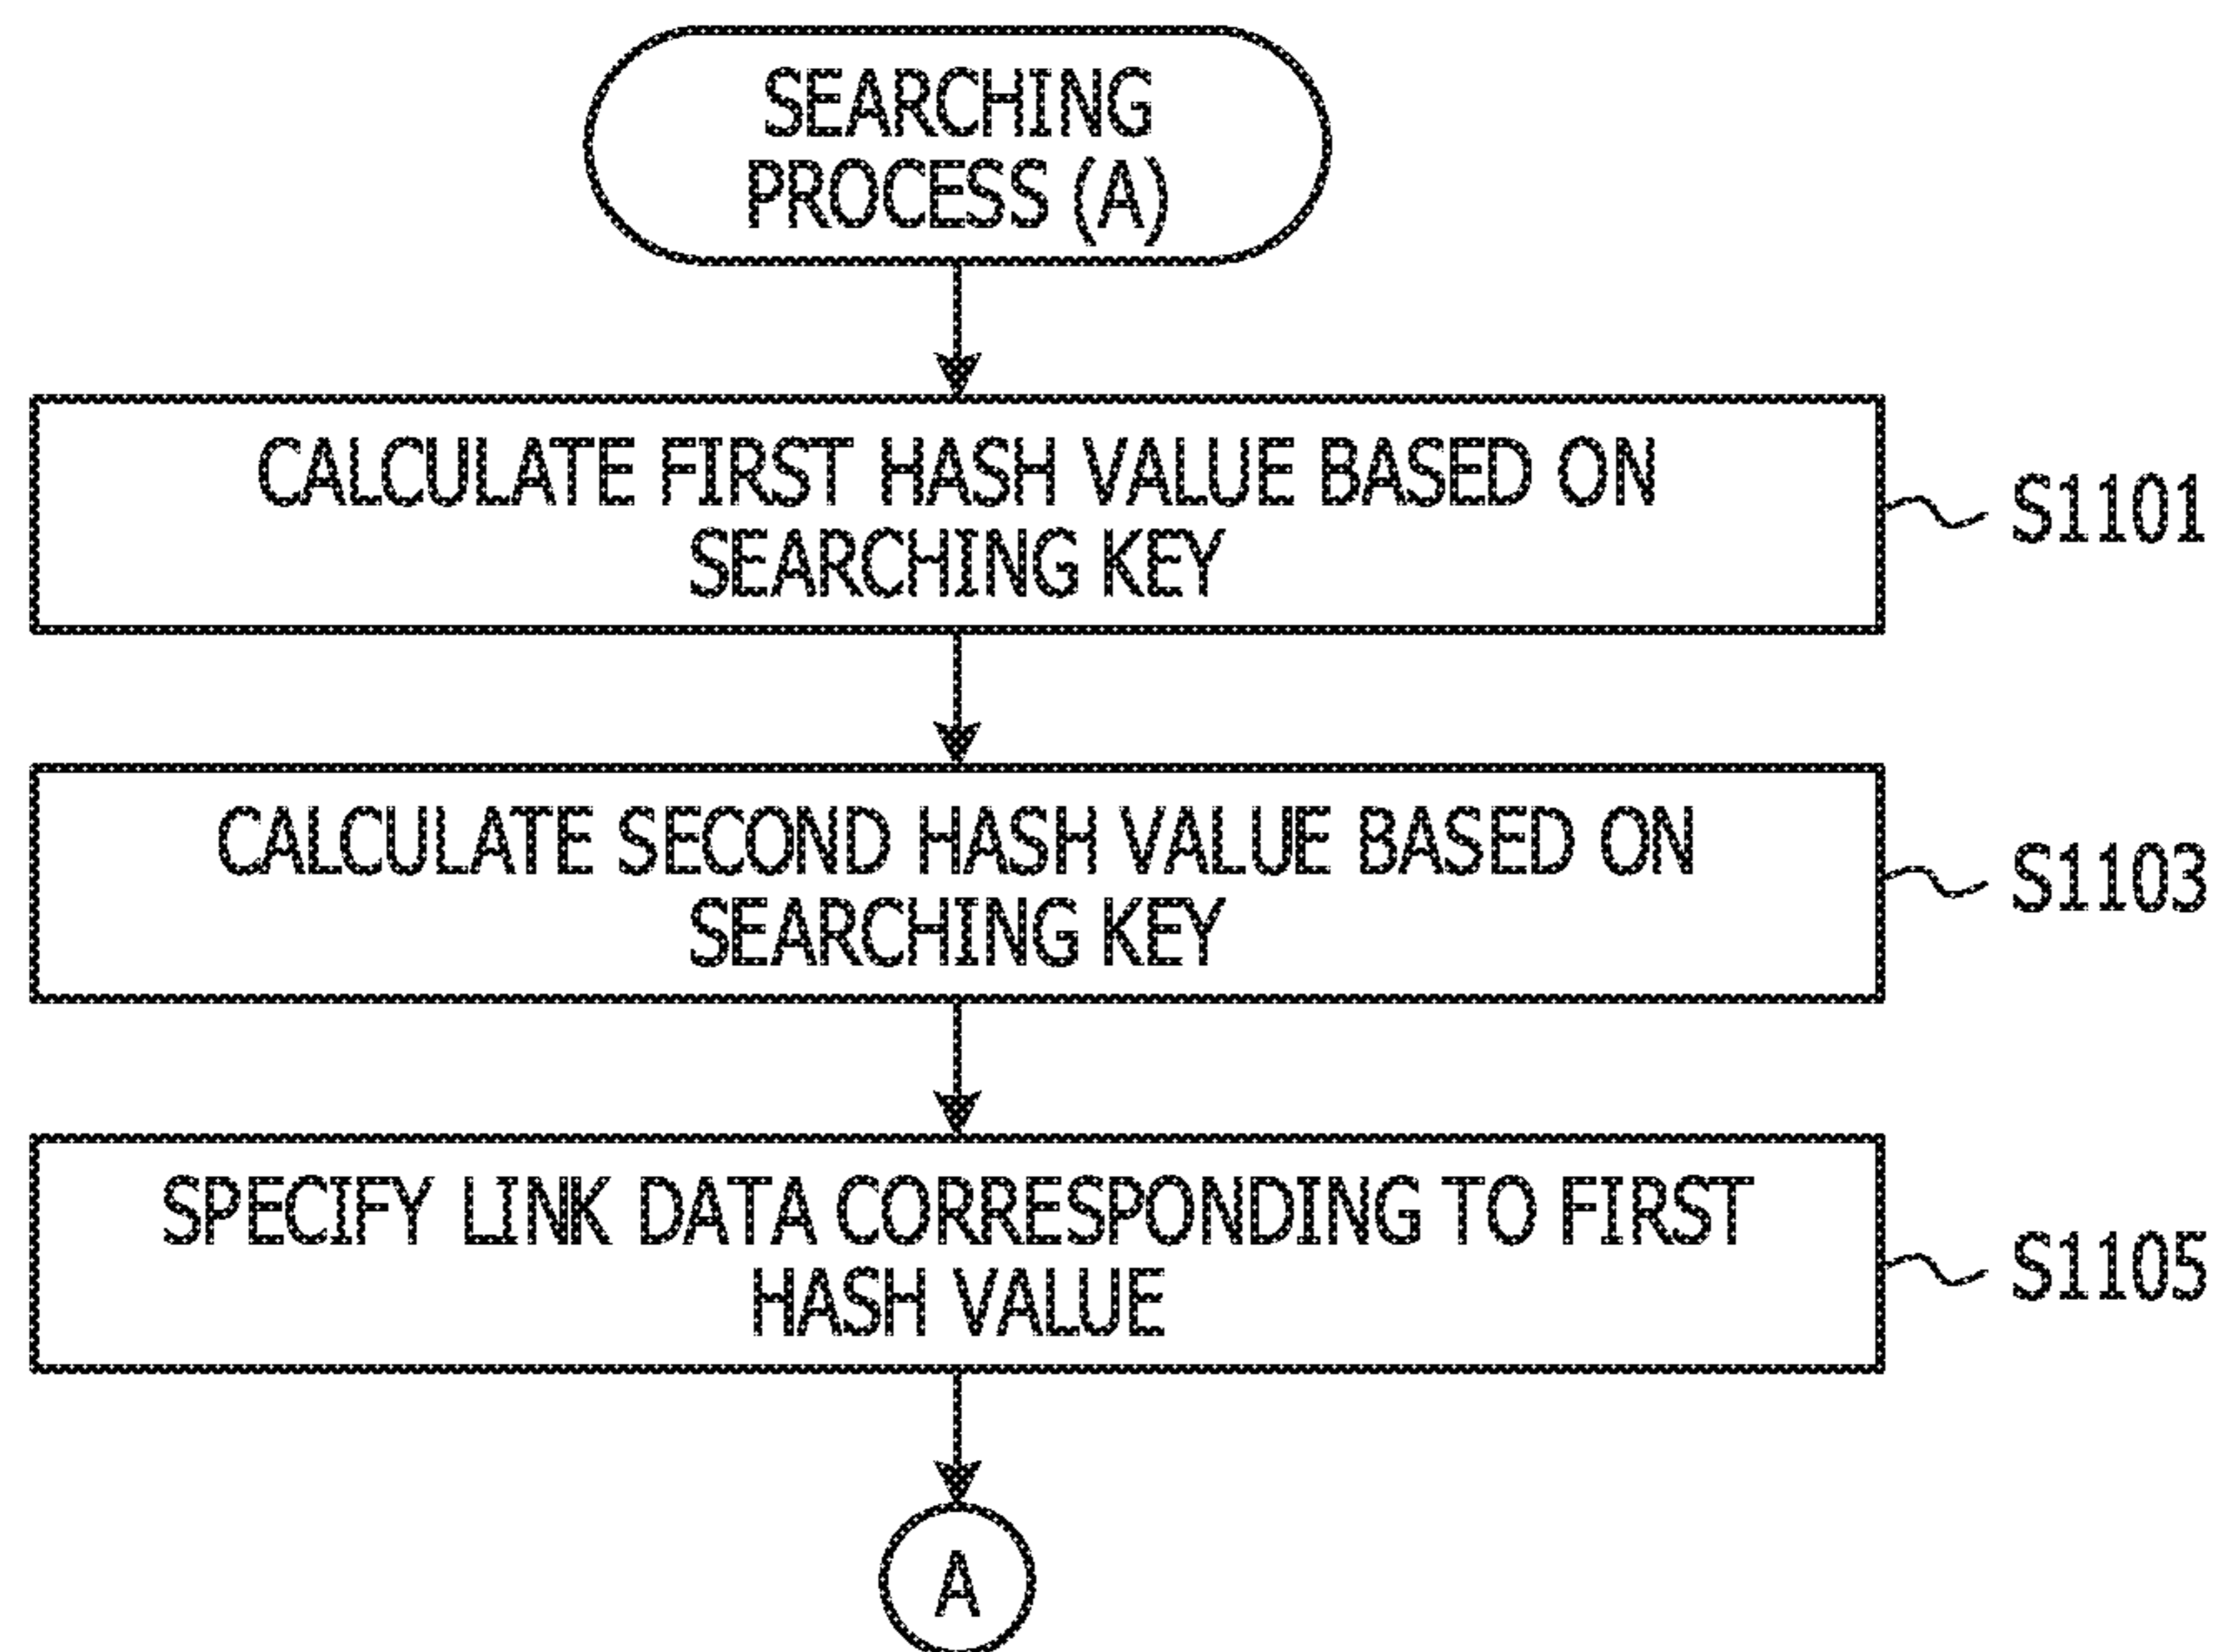 SEARCHING
PROCESS (A)
CALCULATE FIRST HASH VALUE BASED ON
SEARCHING KEY
S1101
CALCULATE SECOND HASH VALUE BASED ON
SEARCHING KEY
S1103
SPECIFY LINK DATA CORRESPONDING TO FIRST
HASH VALUE
S1105
A